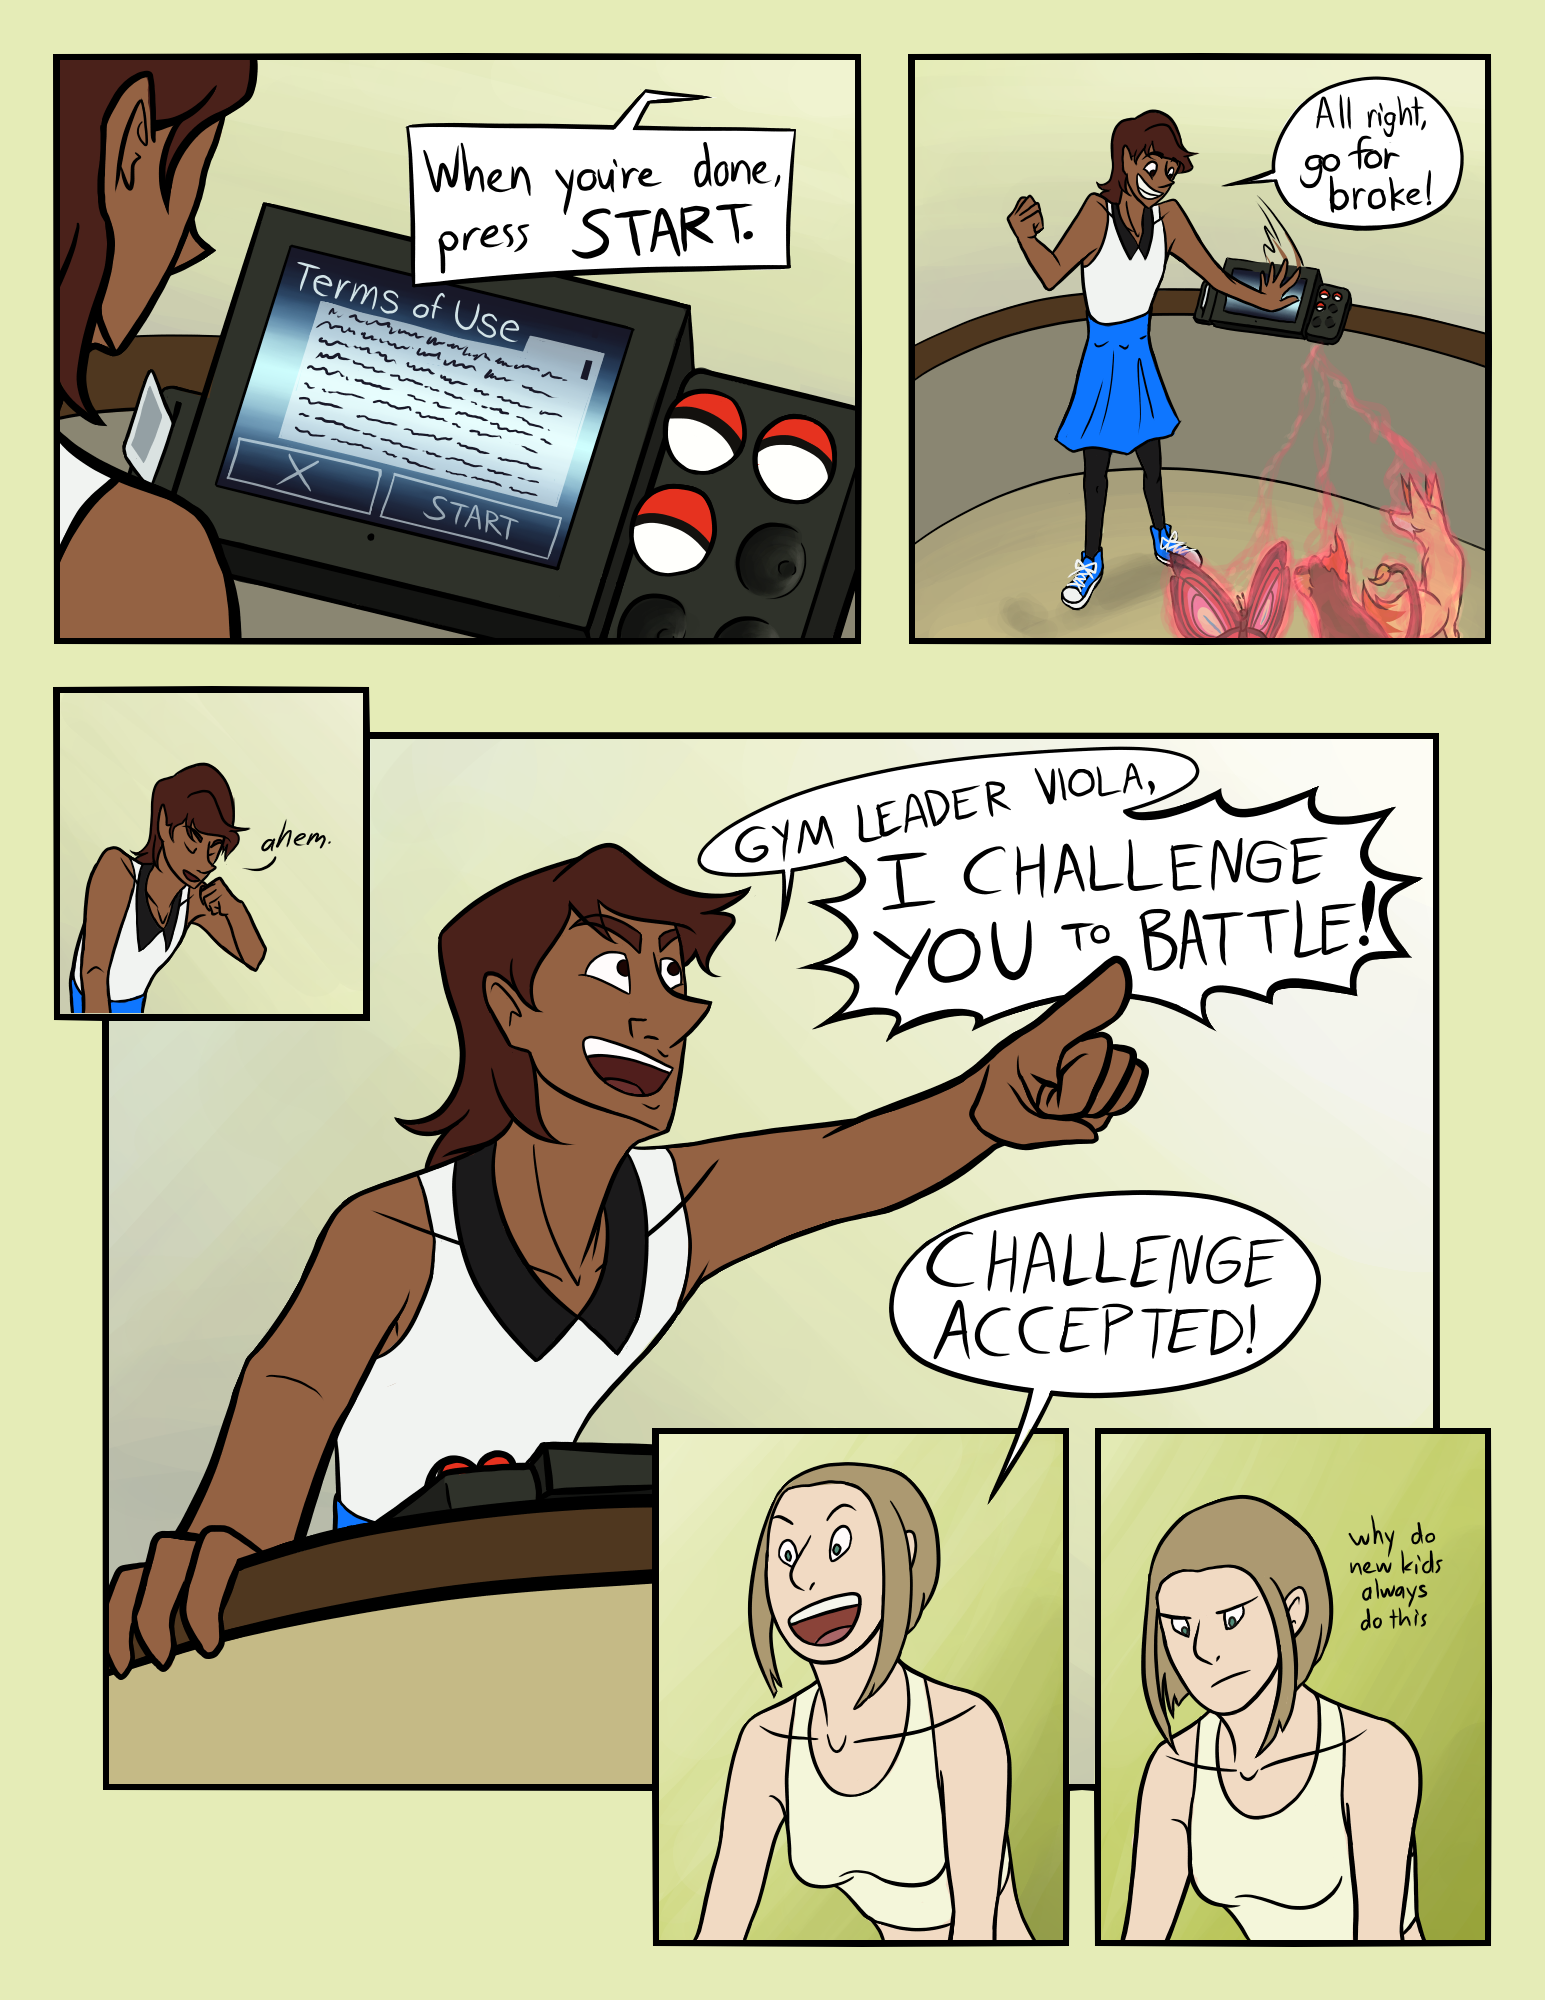 When you're done,
press START.
Terms of Use
X
START
All right,
go for
broke!
ahem.
GYM LEADER VIOLA,
I CHALLENGE
YOU TO BATTLE!
CHALLENGE
ACCEPTED!
why do
new kids
always
do this